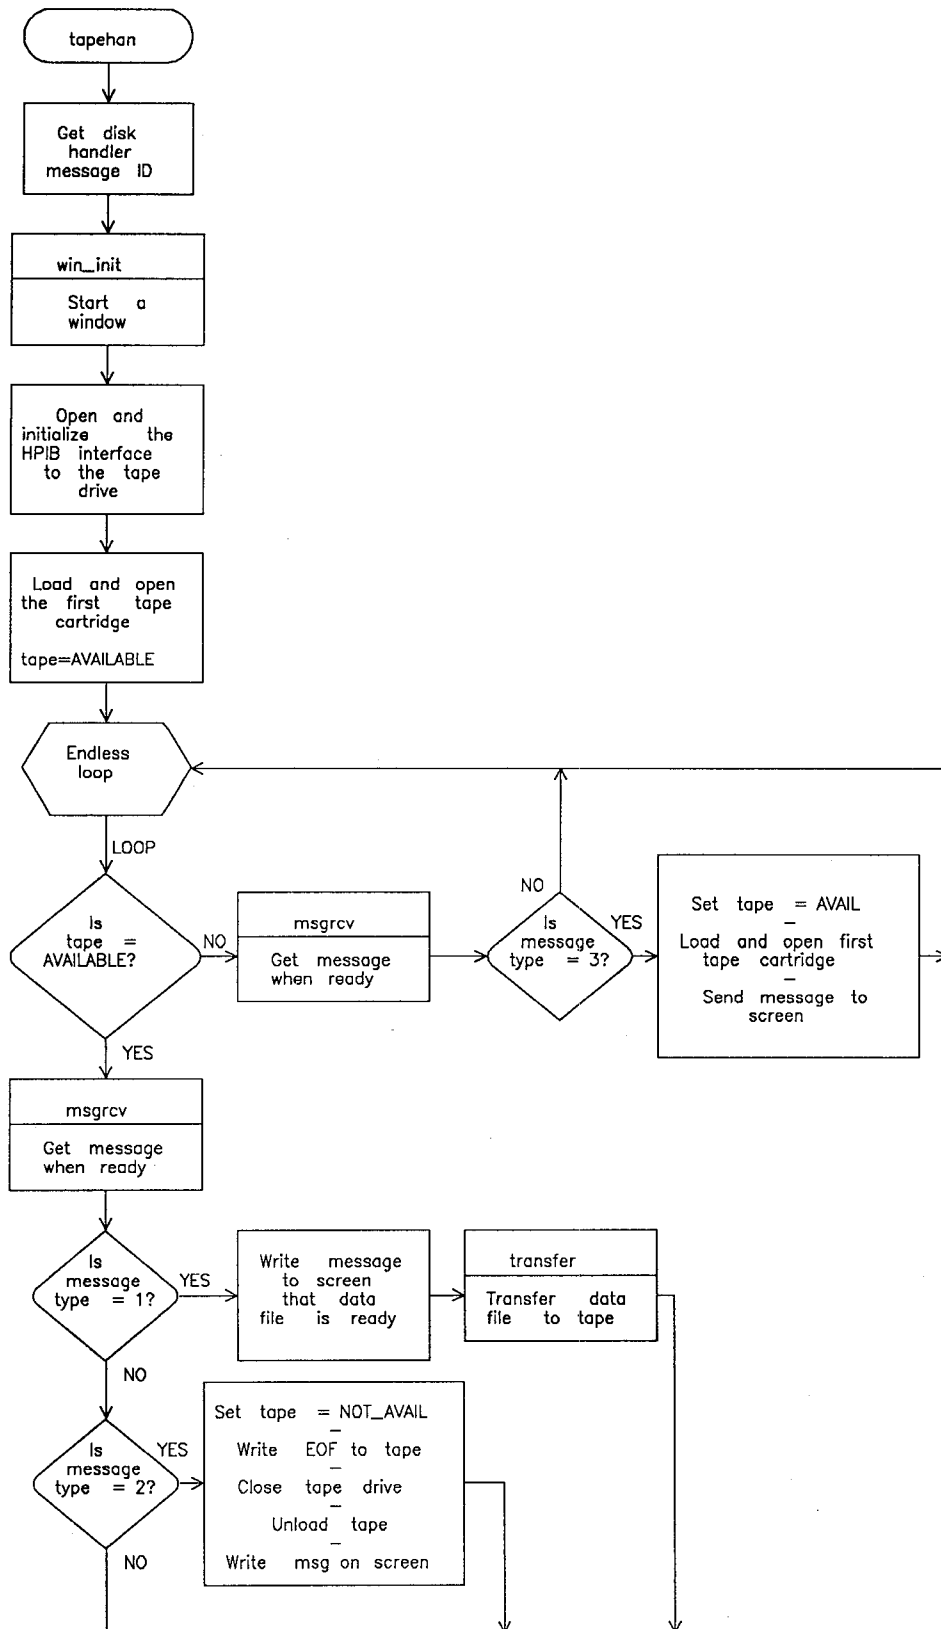 tapehan
Get disk
handler
message ID
win_init
Start a
window
Open and
initialize the
HPIB interface
to the tape
drive
Load and open
the first tape
cartridge
tape=AVAILABLE
Endless
loop
LOOP
Is
tape =
AVAILABLE?
NO
msgrcv
Get message
when ready
NO
Is
message
type = 3?
YES
Set tape = AVAIL
–
Load and open first
tape cartridge
–
Send message to
screen
YES
msgrcv
Get message
when ready
Is
message
type = 1?
YES
Write message
to screen
that data
file is ready
transfer
Transfer data
file to tape
NO
Is
message
type = 2?
YES
Set tape = NOT_AVAIL
–
Write EOF to tape
–
Close tape drive
–
Unload tape
–
Write msg on screen
NO